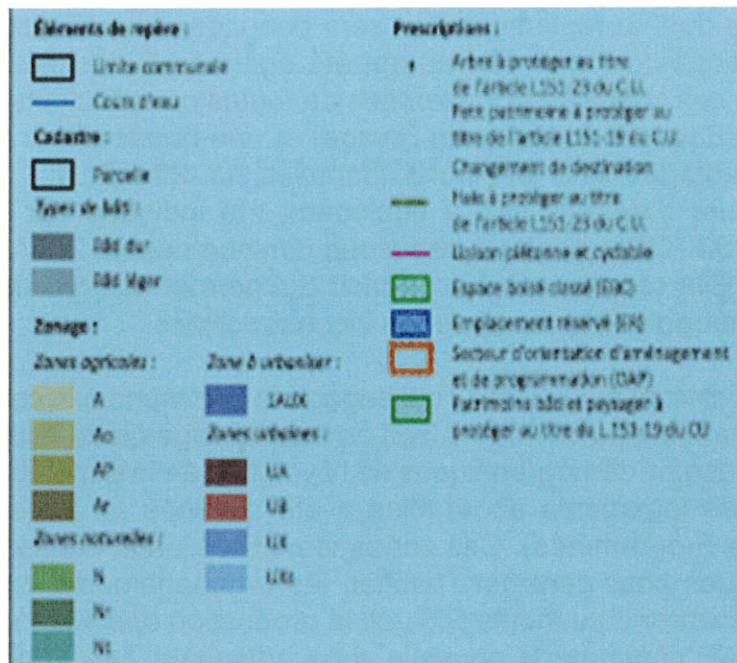 Éléments de repère :
Limite communale
Cours d'eau
Cadastre :
Parcelle
Types de bâti :
Bâti dur
Bâti léger
Zonage :
Zones agricoles :
A
Ao
AP
Ar
Zones naturelles :
N
Nr
Nt
Zone à urbaniser :
1AUX
Zones urbaines :
UA
UB
UX
Prescriptions :
Arbre à protéger au titre
de l'article L151-23 du C.U.
Petit patrimoine à protéger au
titre de l'article L151-19 du C.U.
Changement de destination
Haie à protéger au titre
de l'article L151-23 du C.U.
Liaison piétonne et cyclable
Espace boisé classé (EBC)
Emplacement réservé (ER)
Secteur d'orientation d'aménagement
et de programmation (OAP)
Patrimoine bâti et paysager à
protéger au titre du L.151-19 du CU